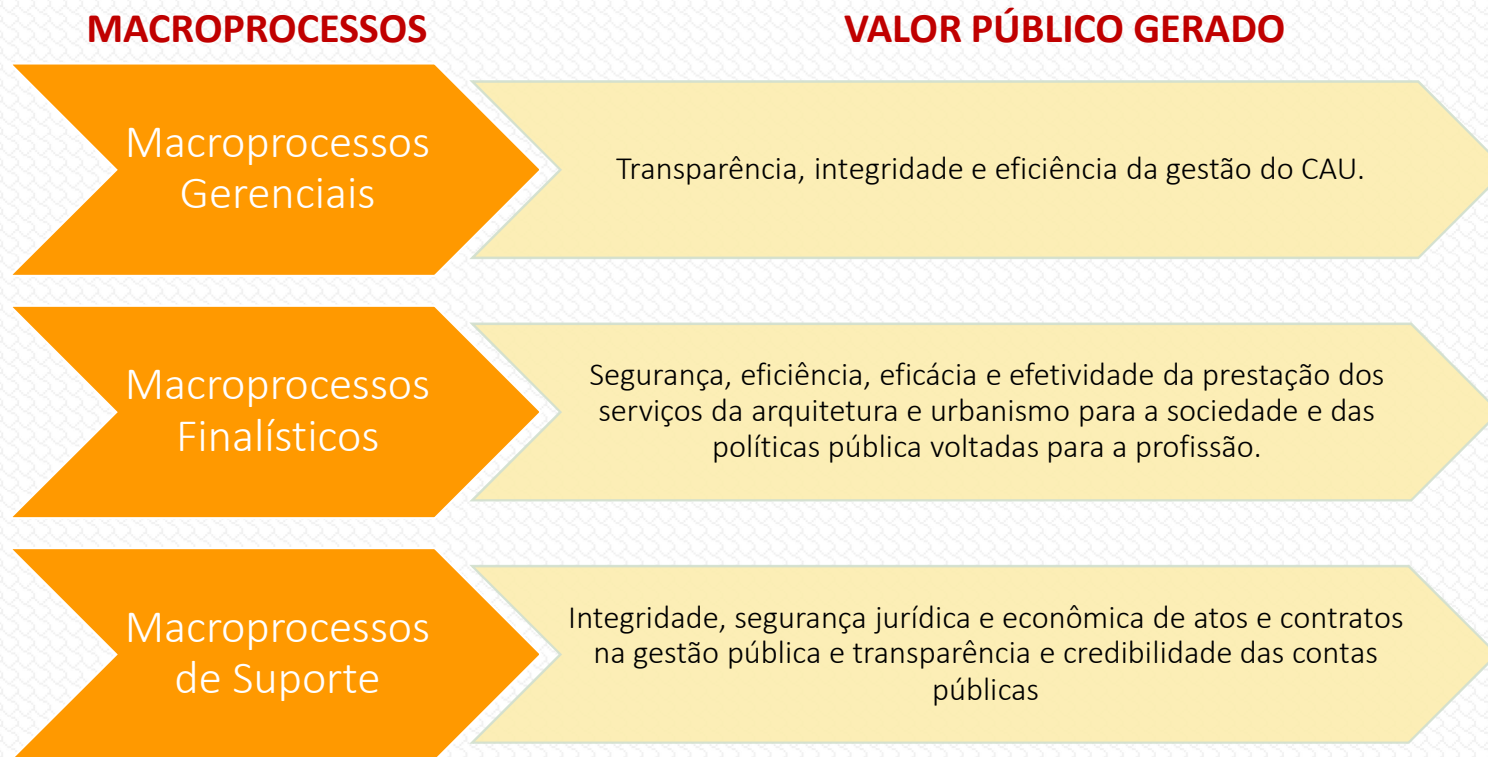 MACROPROCESSOS
VALOR PÚBLICO GERADO
Macroprocessos
Gerenciais
Transparência, integridade e eficiência da gestão do CAU.
Macroprocessos
Finalísticos
Segurança, eficiência, eficácia e efetividade da prestação dos
serviços da arquitetura e urbanismo para a sociedade e das
políticas pública voltadas para a profissão.
Macroprocessos
de Suporte
Integridade, segurança jurídica e econômica de atos e contratos
na gestão pública e transparência e credibilidade das contas
públicas